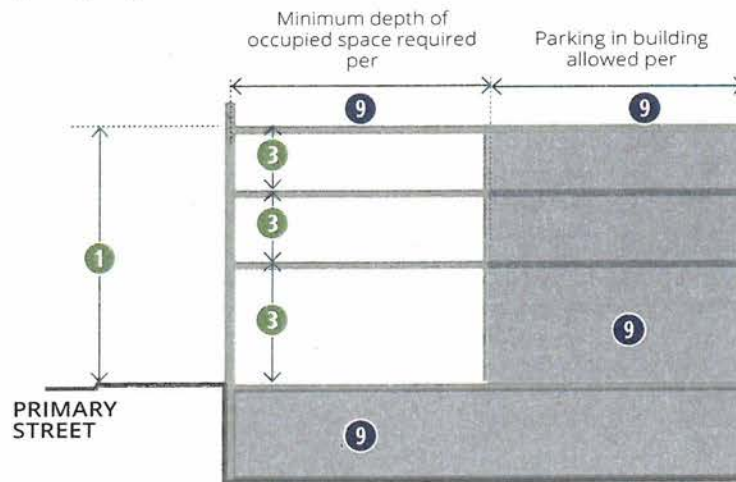 Minimum depth of
occupied space required
per
Parking in building
allowed per
9
9
3
3
1
3
9
PRIMARY
STREET
9